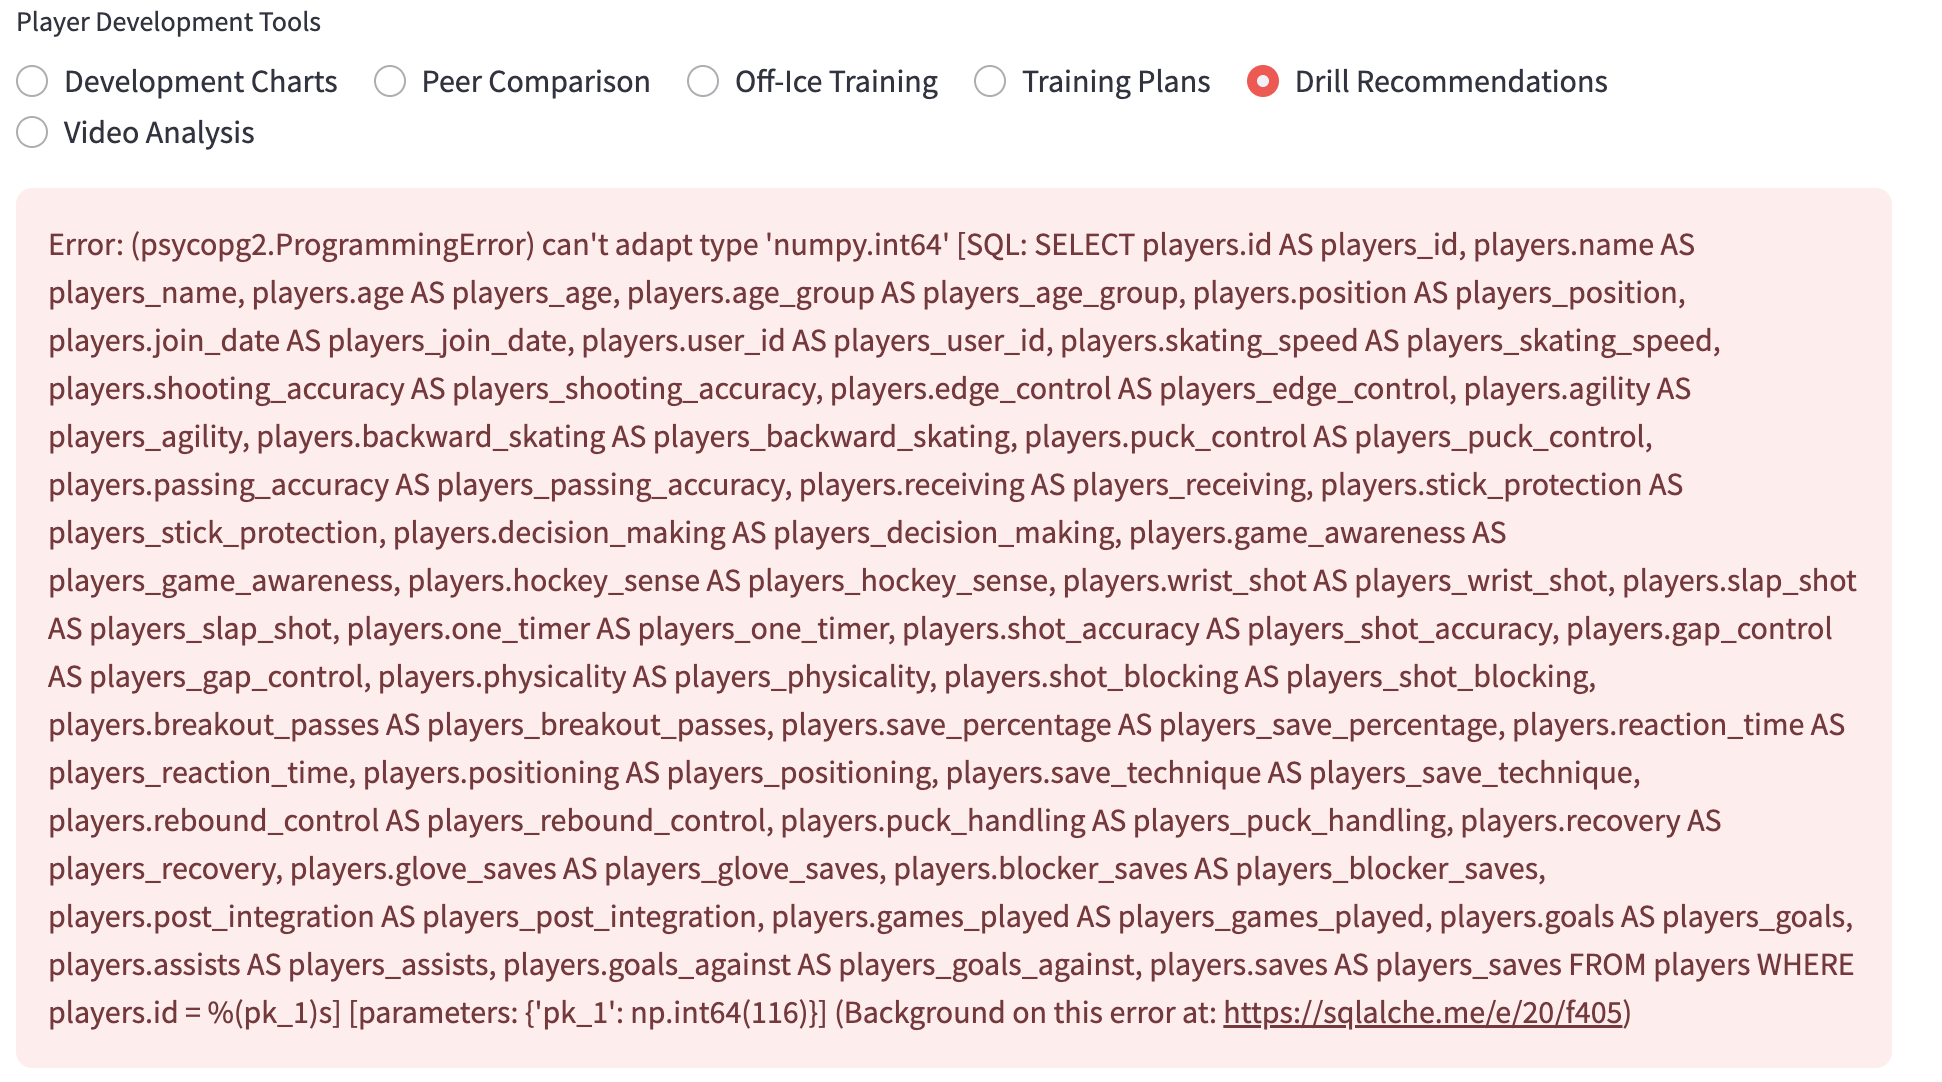 Player Development Tools
Development Charts
Peer Comparison
Off-Ice Training
Training Plans
Drill Recommendations
Video Analysis
Error: (psycopg2.ProgrammingError) can't adapt type 'numpy.int64' [SQL: SELECT players.id AS players_id, players.name AS
players_name, players.age AS players_age, players.age_group AS players_age_group, players.position AS players_position,
players.join_date AS players_join_date, players.user_id AS players_user_id, players.skating_speed AS players_skating_speed,
players.shooting_accuracy AS players_shooting_accuracy, players.edge_control AS players_edge_control, players.agility AS
players_agility, players.backward_skating AS players_backward_skating, players.puck_control AS players_puck_control,
players.passing_accuracy AS players_passing_accuracy, players.receiving AS players_receiving, players.stick_protection AS
players_stick_protection, players.decision_making AS players_decision_making, players.game_awareness AS
players_game_awareness, players.hockey_sense AS players_hockey_sense, players.wrist_shot AS players_wrist_shot, players.slap_shot
AS players_slap_shot, players.one_timer AS players_one_timer, players.shot_accuracy AS players_shot_accuracy, players.gap_control
AS players_gap_control, players.physicality AS players_physicality, players.shot_blocking AS players_shot_blocking,
players.breakout_passes AS players_breakout_passes, players.save_percentage AS players_save_percentage, players.reaction_time AS
players_reaction_time, players.positioning AS players_positioning, players.save_technique AS players_save_technique,
players.rebound_control AS players_rebound_control, players.puck_handling AS players_puck_handling, players.recovery AS
players_recovery, players.glove_saves AS players_glove_saves, players.blocker_saves AS players_blocker_saves,
players.post_integration AS players_post_integration, players.games_played AS players_games_played, players.goals AS players_goals,
players.assists AS players_assists, players.goals_against AS players_goals_against, players.saves AS players_saves FROM players WHERE
players.id = %(pk_1)s] [parameters: {'pk_1': np.int64(116)}] (Background on this error at: https://sqlalche.me/e/20/f405)